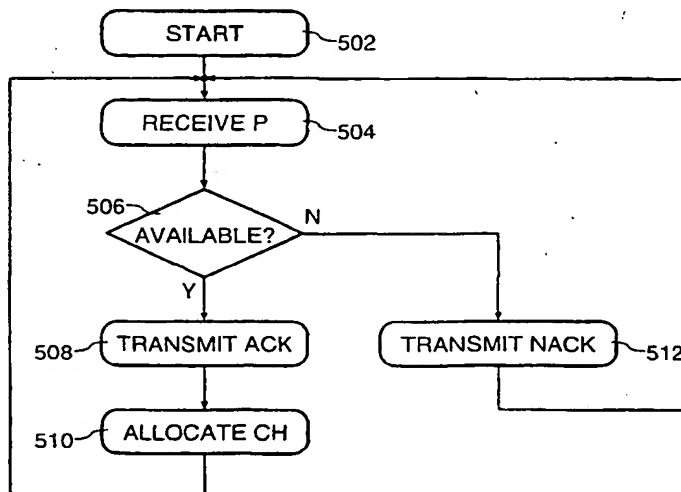 START 502
RECEIVE P 504
506 AVAILABLE? N
Y
508 TRANSMIT ACK TRANSMIT NACK 512
510 ALLOCATE CH